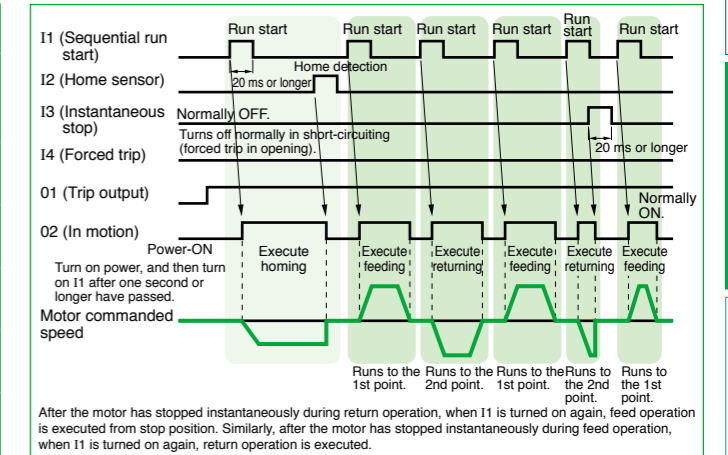 Run start
Run start
Run start
Run start
Run
start
Run start
I1 (Sequential run
start)
Home detection
20 ms or longer
I2 (Home sensor)
I3 (Instantaneous
stop)
Normally OFF.
Turns off normally in short-circuiting
(forced trip in opening).
20 ms or longer
I4 (Forced trip)
01 (Trip output)
Normally
ON.
02 (In motion)
Power-ON
Turn on power, and then turn
on I1 after one second or
longer have passed.
Execute
homing
Execute
feeding
Execute
returning
Execute
feeding
Execute
returning
Execute
feeding
Motor commanded
speed
Runs to the
1st point.
Runs to the
2nd point.
Runs to the
1st point.
Runs to
the 2nd
point.
Runs to
the 1st
point.
After the motor has stopped instantaneously during return operation, when I1 is turned on again, feed operation
is executed from stop position. Similarly, after the motor has stopped instantaneously during feed operation,
when I1 is turned on again, return operation is executed.